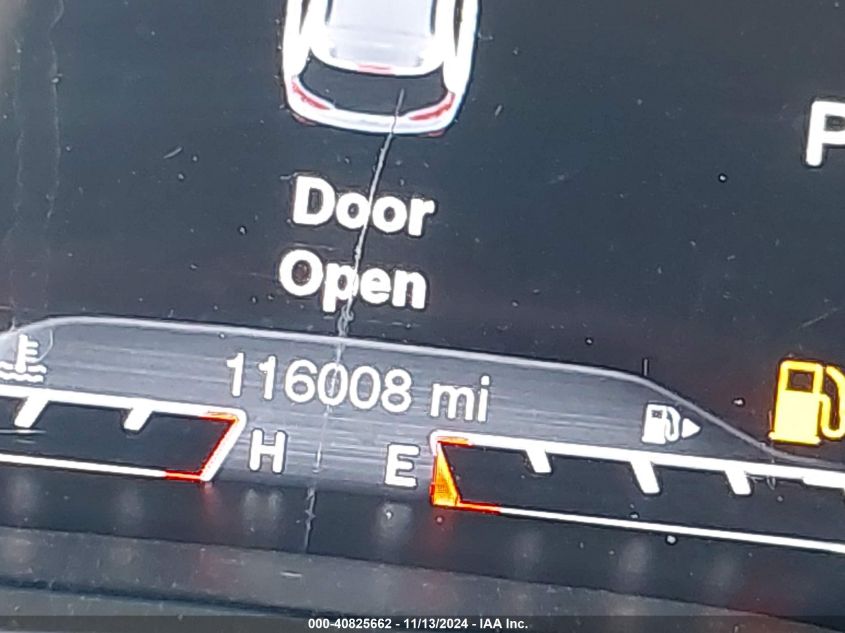 P
Door
Open
116008 mi
H E
000-40825662 - 11/13/2024 - IAA Inc.